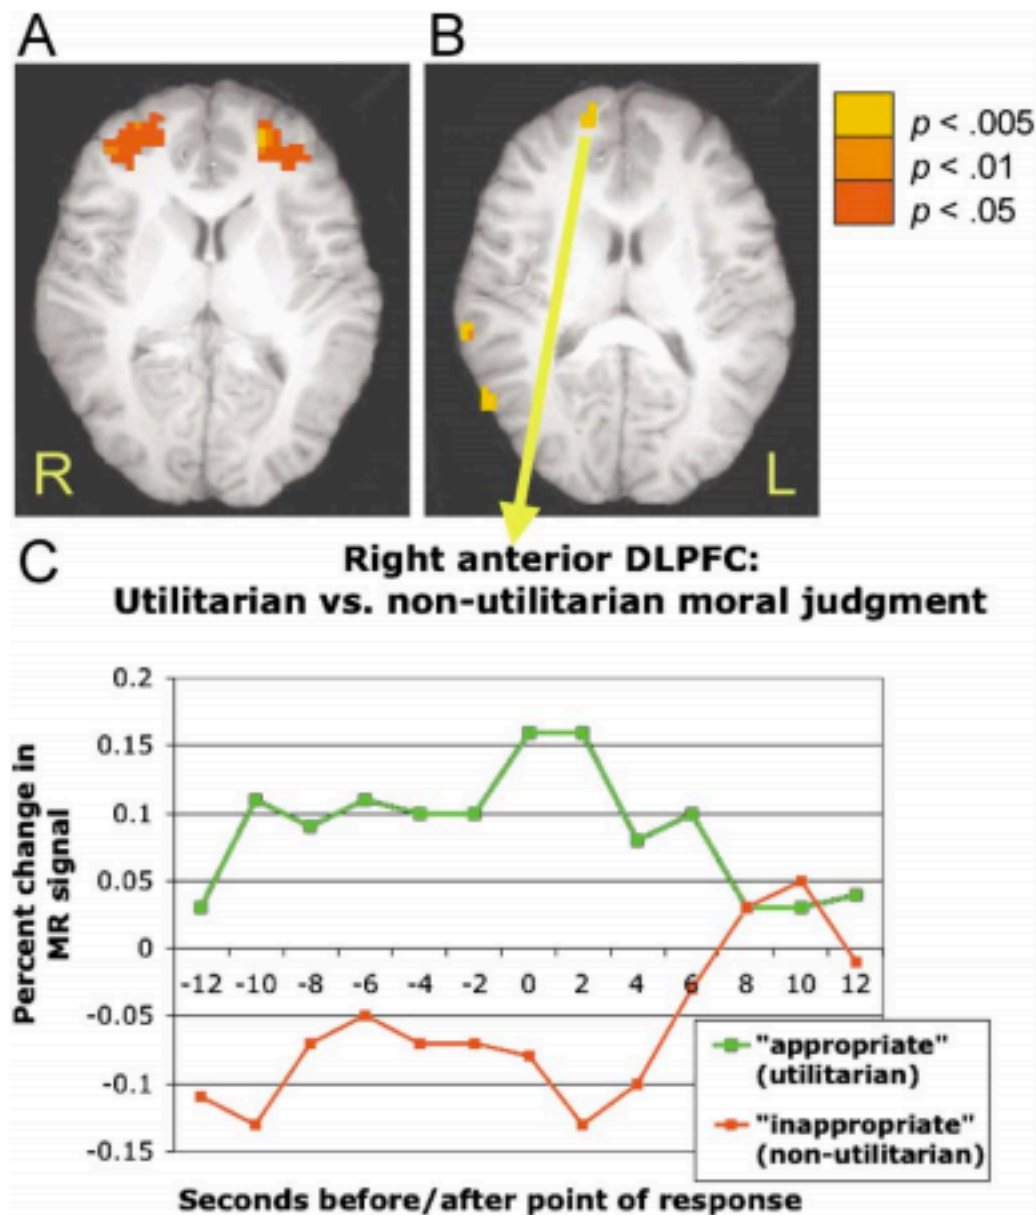 A
B
p < .005
p < .01
p < .05
R
L
C
Right anterior DLPFC:
Utilitarian vs. non-utilitarian moral judgment
Percent change in
MR signal
0.2
0.15
0.1
0.05
0
-0.05
-0.1
-0.15
-12 -10 -8 -6 -4 -2 0 2 4 6 8 10 12
"appropriate"
(utilitarian)
"inappropriate"
(non-utilitarian)
Seconds before/after point of response